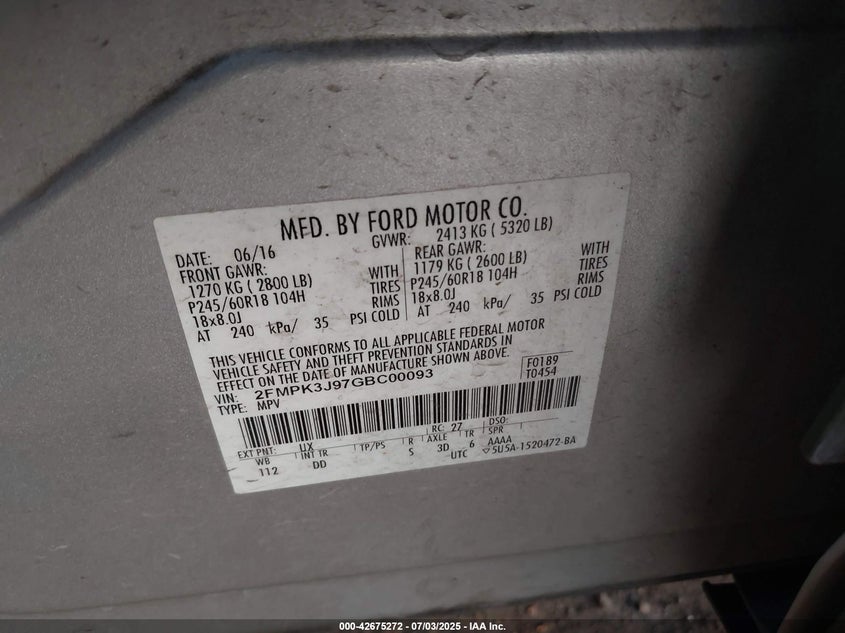 MFD. BY FORD MOTOR CO.
DATE: 06/16 GVWR: 2413 KG ( 5320 LB)
FRONT GAWR: WITH REAR GAWR: WITH
1270 KG ( 2800 LB) TIRES 1179 KG ( 2600 LB) TIRES
P245/60R18 104H RIMS P245/60R18 104H RIMS
18x8.0J 18x8.0J
AT 240 kPa/ 35 PSI COLD AT 240 kPa/ 35 PSI COLD
THIS VEHICLE CONFORMS TO ALL APPLICABLE FEDERAL MOTOR
VEHICLE SAFETY AND THEFT PREVENTION STANDARDS IN
EFFECT ON THE DATE OF MANUFACTURE SHOWN ABOVE.
VIN: 2FMPK3J97GBC00093 F0189
TYPE: MPV T0454
EXT PNT: UX RC: 27 DSO:
WB INT TR TP/PS R AXLE TR SPR
112 DD S 3D 6 AAAA
UTC ▽5U5A-1520472-BA
000-42675272 - 07/03/2025 - IAA Inc.